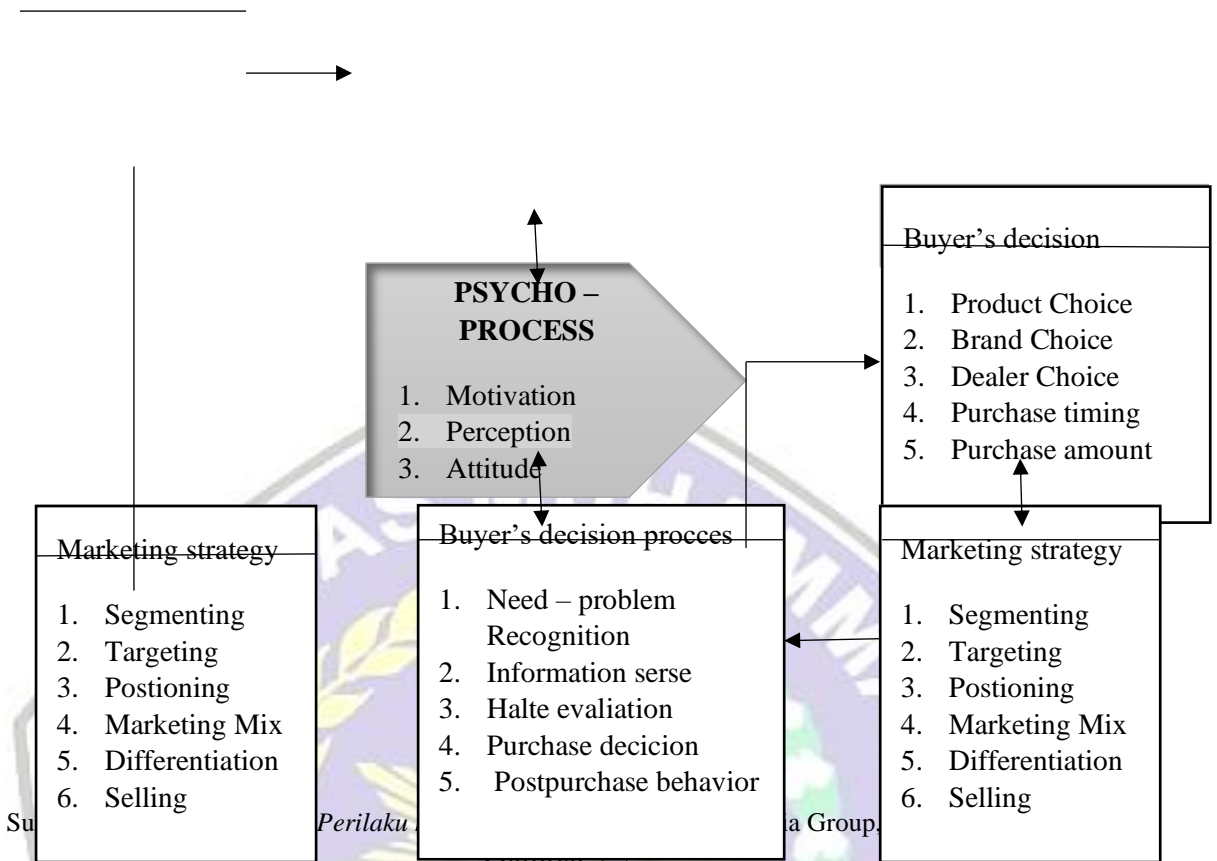 Buyer’s decision
1. Product Choice
2. Brand Choice
3. Dealer Choice
4. Purchase timing
5. Purchase amount
PSYCHO –
PROCESS
1. Motivation
2. Perception
3. Attitude
Marketing strategy
1. Segmenting
2. Targeting
3. Postioning
4. Marketing Mix
5. Differentiation
6. Selling
Buyer’s decision procces
1. Need – problem
Recognition
2. Information serse
3. Halte evaliation
4. Purchase decicion
5. Postpurchase behavior
Marketing strategy
1. Segmenting
2. Targeting
3. Postioning
4. Marketing Mix
5. Differentiation
6. Selling
Perilaku Group,